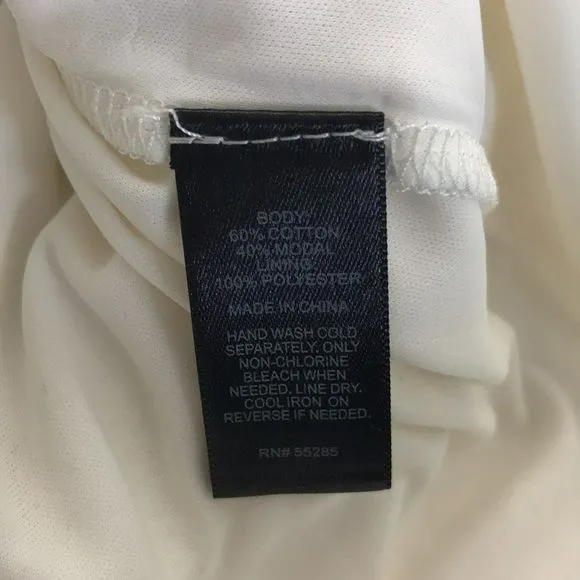 BODY:
60% COTTON
40% MODAL
LINING:
100% POLYESTER
MADE IN CHINA
HAND WASH COLD
SEPARATELY. ONLY
NON-CHLORINE
BLEACH WHEN
NEEDED. LINE DRY.
COOL IRON ON
REVERSE IF NEEDED.
RN# 55285